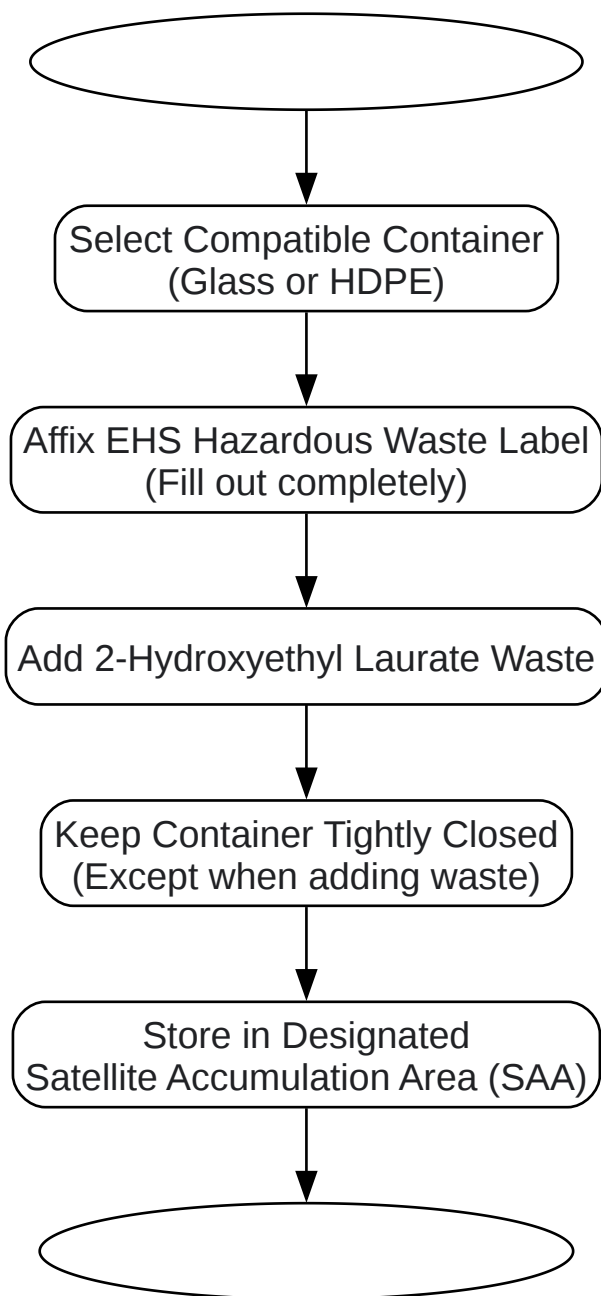 Select Compatible Container
(Glass or HDPE)
Affix EHS Hazardous Waste Label
(Fill out completely)
Add 2-Hydroxyethyl Laurate Waste
Keep Container Tightly Closed
(Except when adding waste)
Store in Designated
Satellite Accumulation Area (SAA)